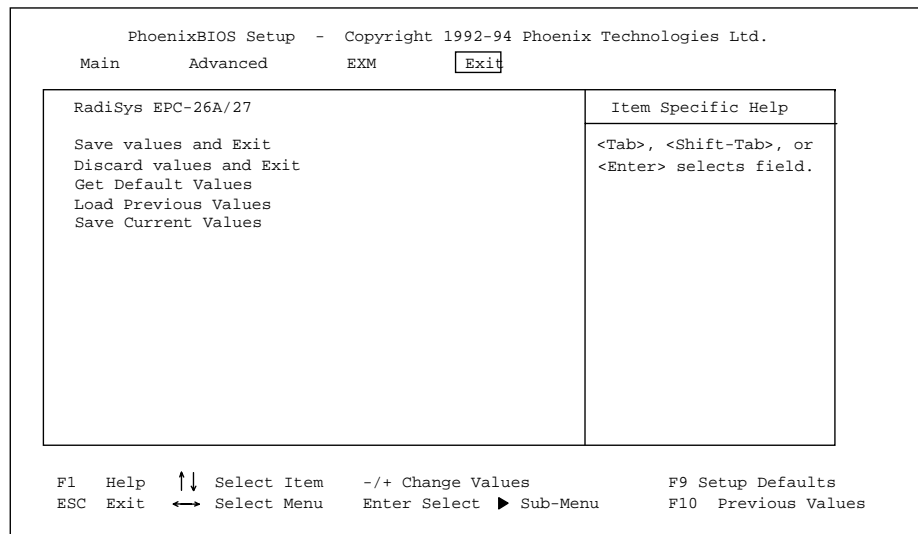 PhoenixBIOS Setup - Copyright 1992-94 Phoenix Technologies Ltd.
Main Advanced EXM Exit
RadiSys EPC-26A/27
Save values and Exit
Discard values and Exit
Get Default Values
Load Previous Values
Save Current Values
Item Specific Help
<Tab>, <Shift-Tab>, or
<Enter> selects field.
F1 Help ↑↓ Select Item -/+ Change Values F9 Setup Defaults
ESC Exit ↔ Select Menu Enter Select ▶ Sub-Menu F10 Previous Values